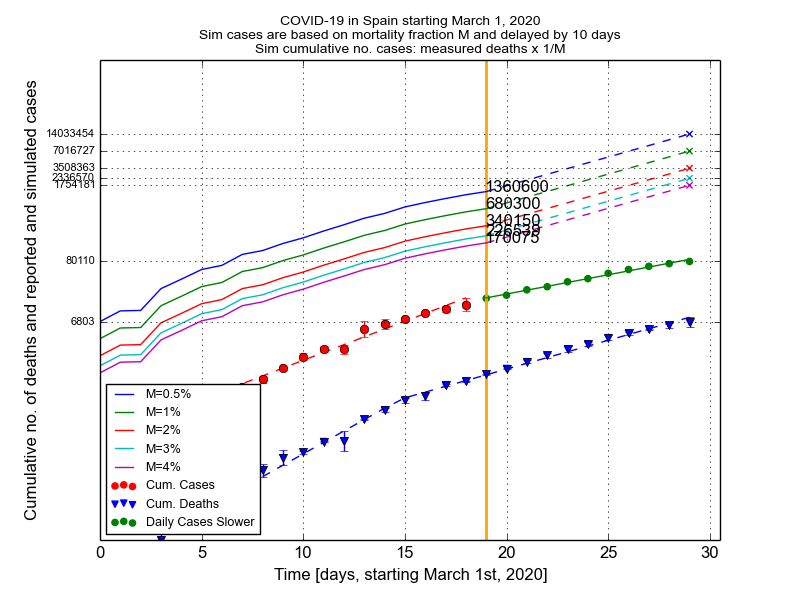 COVID-19 in Spain starting March 1, 2020
Sim cases are based on mortality fraction M and delayed by 10 days
Sim cumulative no. cases: measured deaths x 1/M
Cumulative no. of deaths and reported and simulated cases
14033454
7016727
3508363
2336570
1754181
80110
6803
1360600
680300
340150
226539
170075
M=0.5%
M=1%
M=2%
M=3%
M=4%
Cum. Cases
Cum. Deaths
Daily Cases Slower
0 5 10 15 20 25 30
Time [days, starting March 1st, 2020]